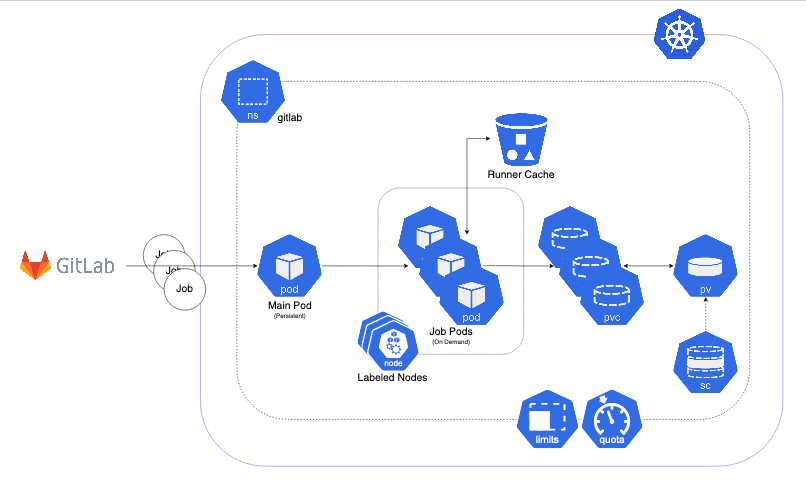 ns
gitlab
Runner Cache
GitLab
Job
Job
Job
pod
Main Pod
(Persistent)
pod
Job Pods
(On Demand)
node
Labeled Nodes
pvc
pv
sc
limits
quota